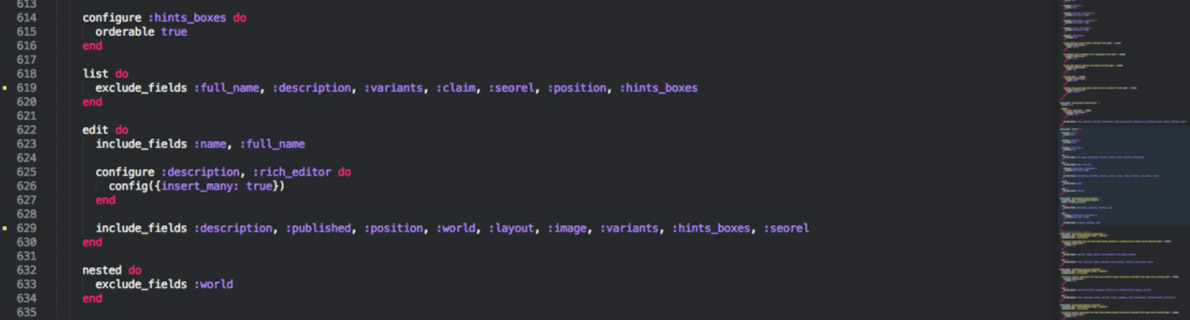 613
614 configure :hints_boxes do
615 orderable true
616 end
617
618 list do
619 exclude_fields :full_name, :description, :variants, :claim, :seorel, :position, :hints_boxes
620 end
621
622 edit do
623 include_fields :name, :full_name
624
625 configure :description, :rich_editor do
626 config({insert_many: true})
627 end
628
629 include_fields :description, :published, :position, :world, :layout, :image, :variants, :hints_boxes, :seorel
630 end
631
632 nested do
633 exclude_fields :world
634 end
635